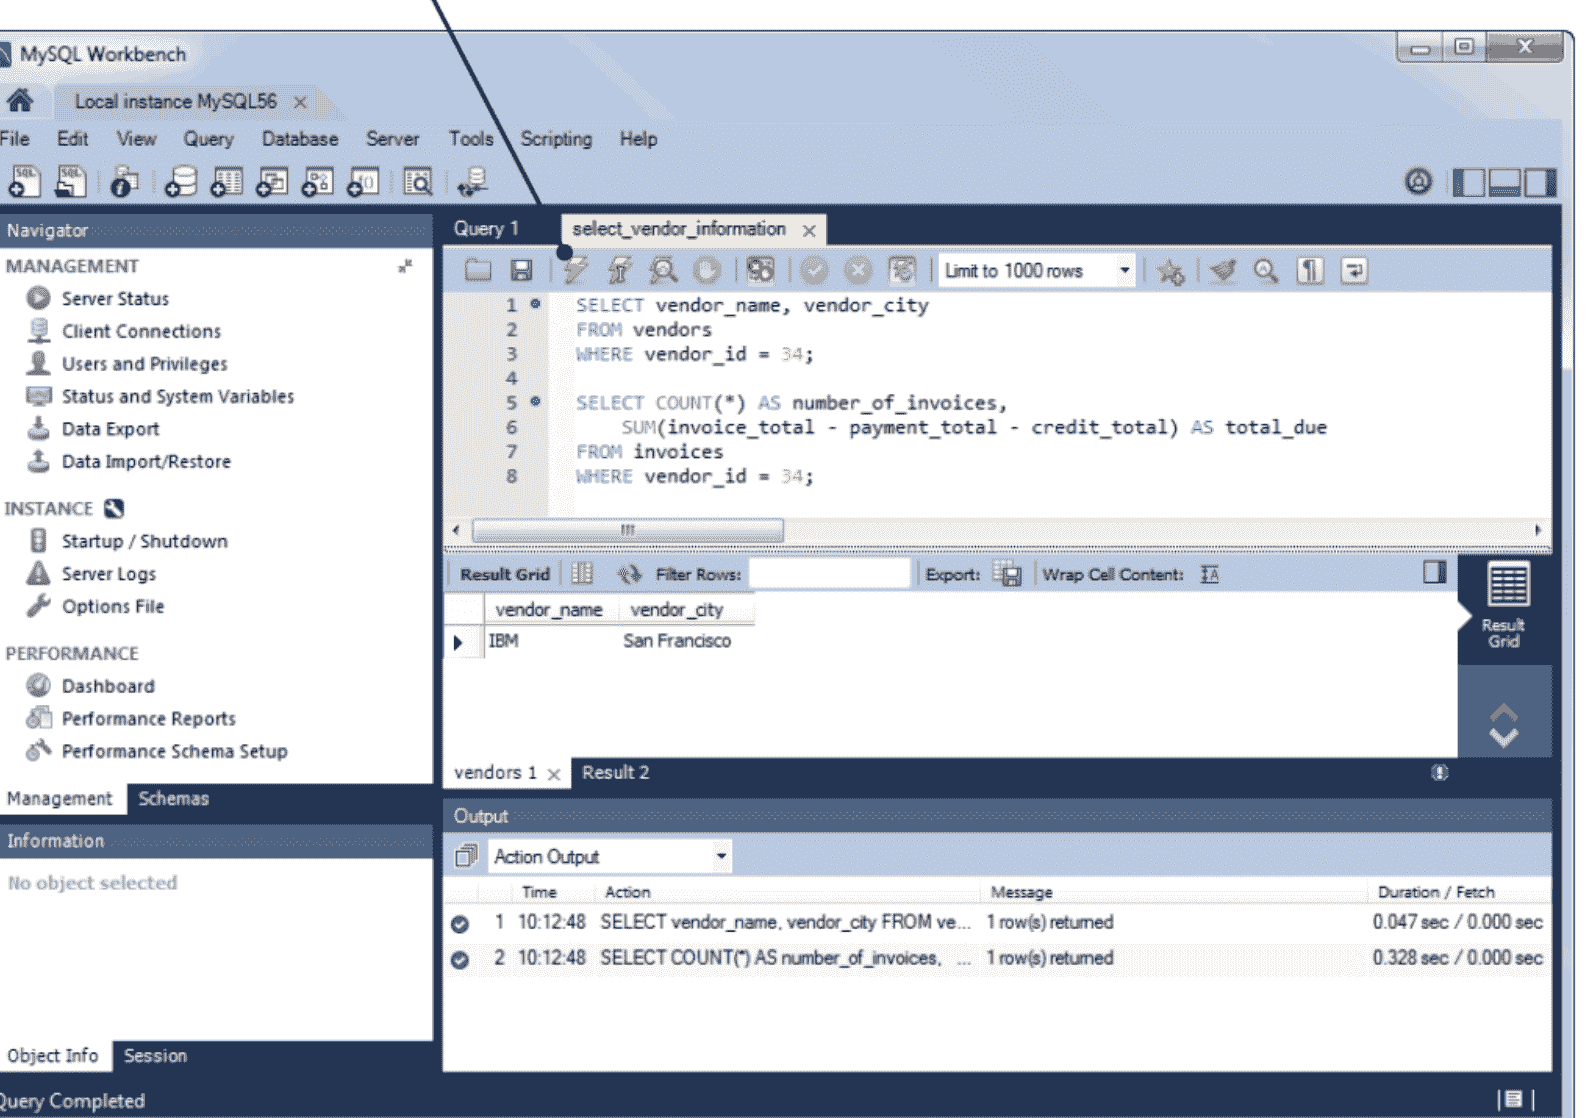 MySQL Workbench
Local instance MySQL56
File Edit View Query Database Server Tools Scripting Help
Navigator
MANAGEMENT
Server Status
Client Connections
Users and Privileges
Status and System Variables
Data Export
Data Import/Restore
INSTANCE
Startup / Shutdown
Server Logs
Options File
PERFORMANCE
Dashboard
Performance Reports
Performance Schema Setup
Management Schemas
Information
No object selected
Object Info Session
Query 1 select_vendor_information
Limit to 1000 rows
1 SELECT vendor_name, vendor_city
2 FROM vendors
3 WHERE vendor_id = 34;
4
5 SELECT COUNT(*) AS number_of_invoices,
6 SUM(invoice_total - payment_total - credit_total) AS total_due
7 FROM invoices
8 WHERE vendor_id = 34;
Result Grid Filter Rows: Export: Wrap Cell Content:
vendor_name vendor_city
IBM San Francisco
Result
Grid
vendors 1 Result 2
Output
Action Output
Time Action Message Duration / Fetch
1 10:12:48 SELECT vendor_name, vendor_city FROM ve... 1 row(s) returned 0.047 sec / 0.000 sec
2 10:12:48 SELECT COUNT(*) AS number_of_invoices, ... 1 row(s) returned 0.328 sec / 0.000 sec
Query Completed